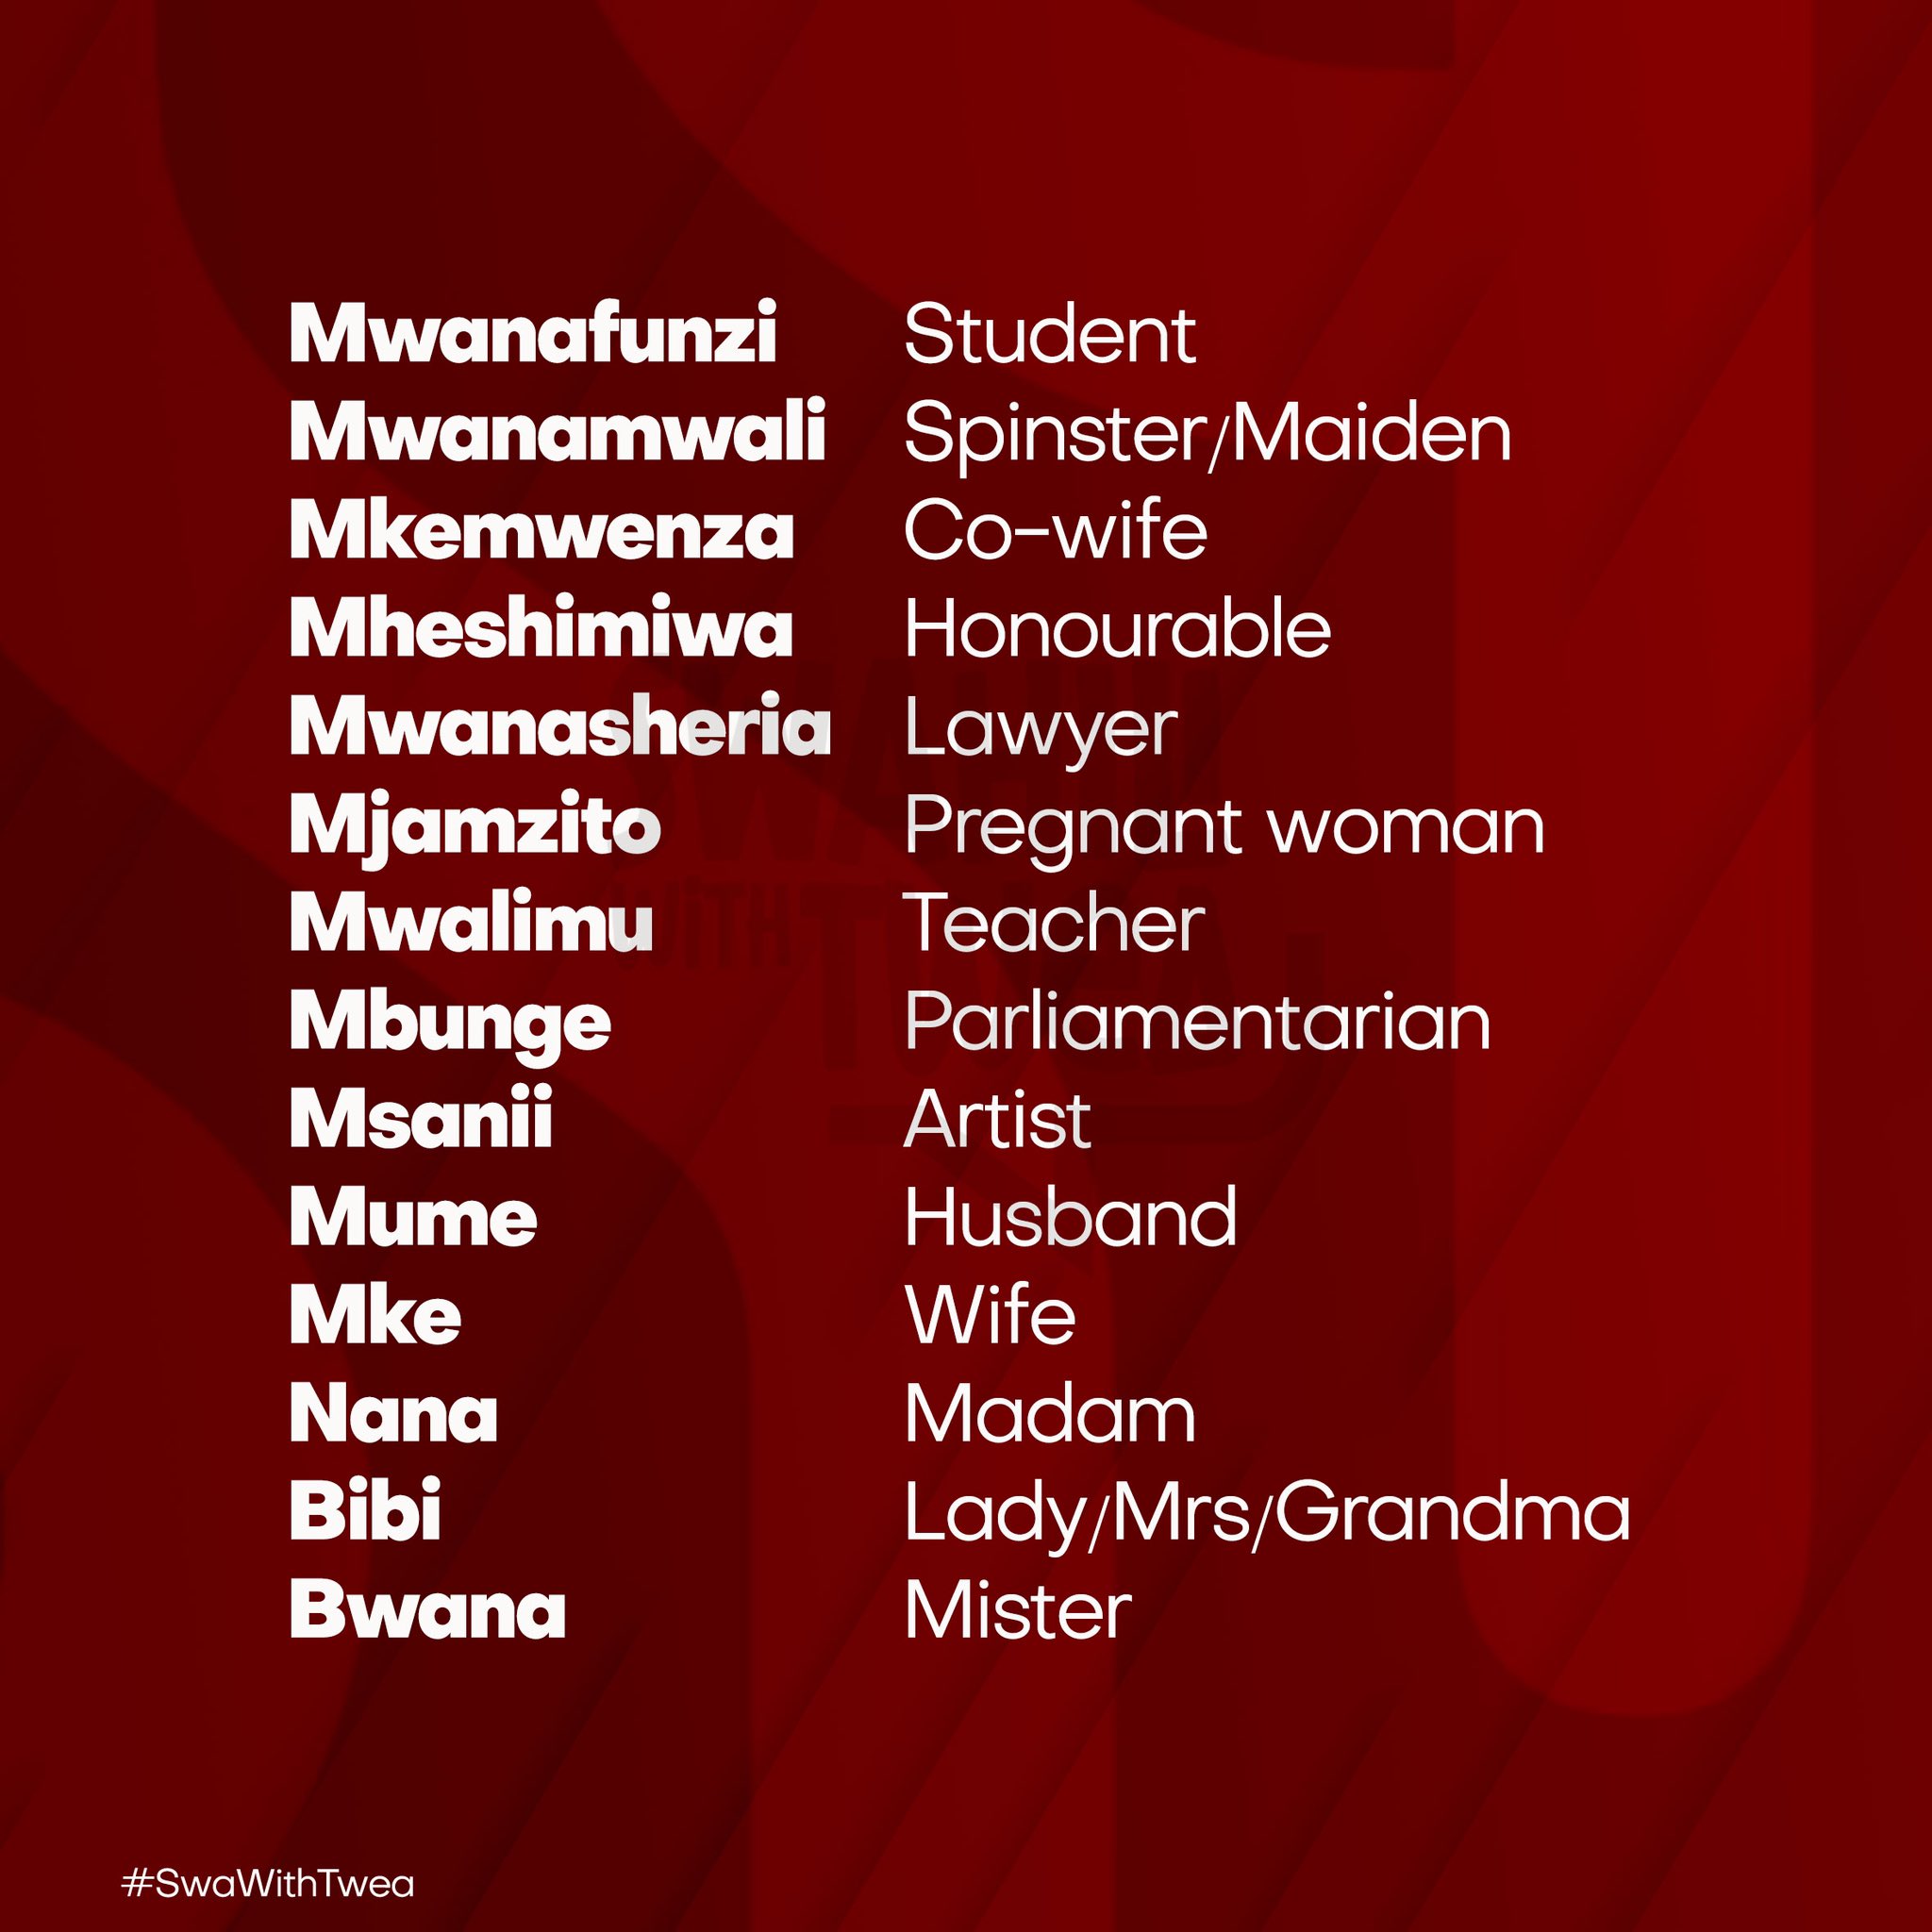 Mwanafunzi Student
Mwanamwali Spinster/Maiden
Mkemwenza Co-wife
Mheshimiwa Honourable
Mwanasheria Lawyer
Mjamzito Pregnant woman
Mwalimu Teacher
Mbunge Parliamentarian
Msanii Artist
Mume Husband
Mke Wife
Nana Madam
Bibi Lady/Mrs/Grandma
Bwana Mister
#SwaWithTwea